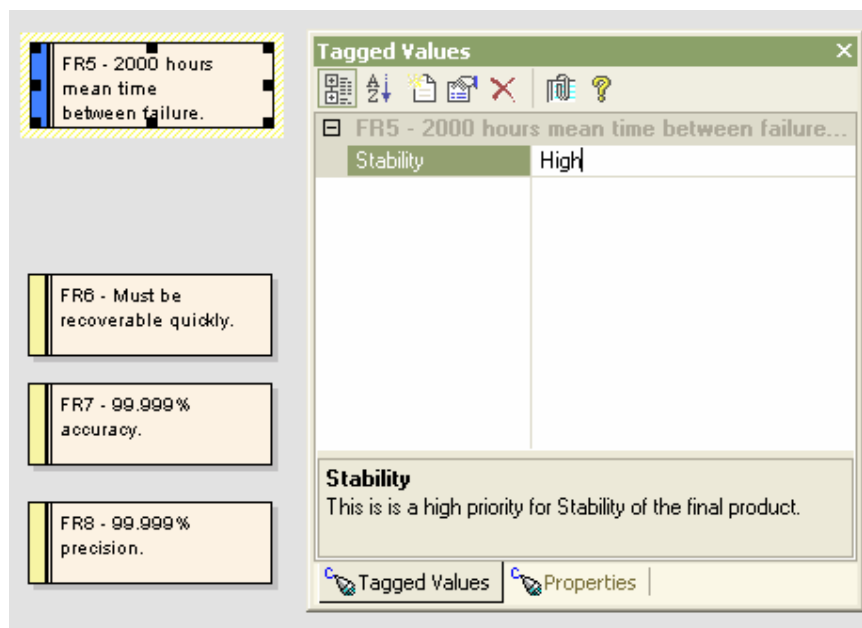 FR5 - 2000 hours
mean time
between failure.
FR6 - Must be
recoverable quickly.
FR7 - 99.999%
accuracy.
FR8 - 99.999%
precision.
Tagged Values
FR5 - 2000 hours mean time between failure...
Stability High
Stability
This is is a high priority for Stability of the final product.
Tagged Values Properties